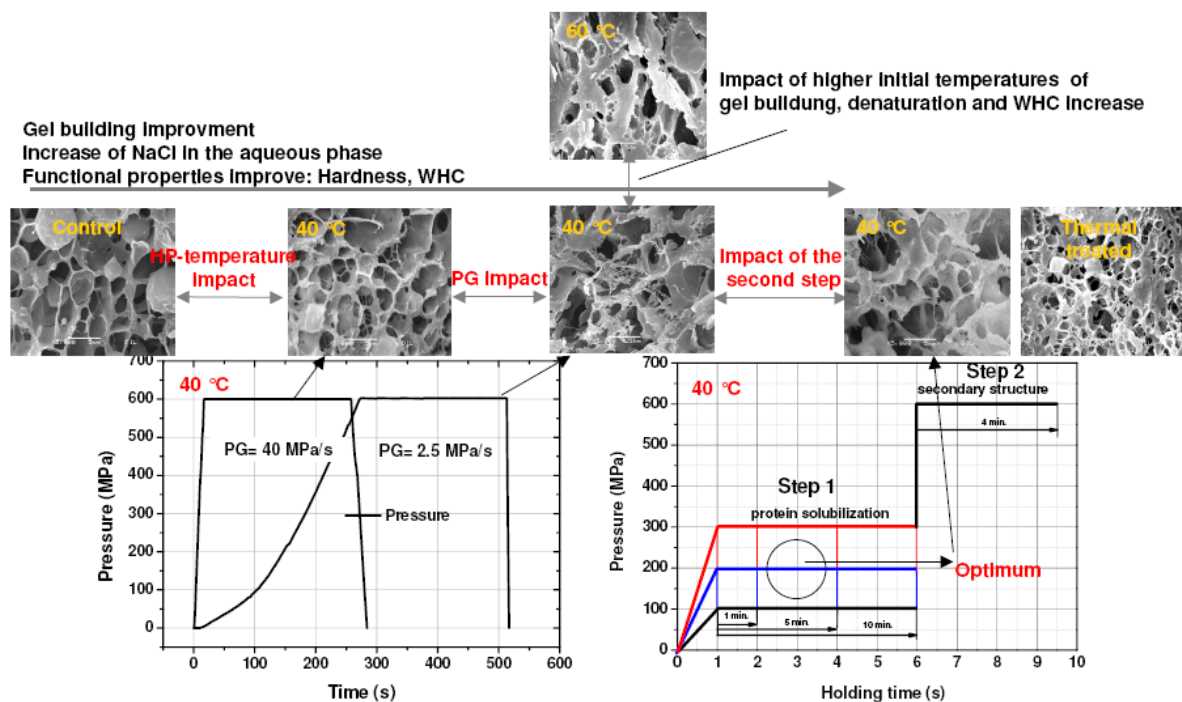 60 °C
Impact of higher initial temperatures of
gel buildung, denaturation and WHC increase
Gel building improvment
Increase of NaCl in the aqueous phase
Functional properties improve: Hardness, WHC
Control
HP-temperature
impact
40 °C
PG impact
40 °C
Impact of the
second step
40 °C
Thermal
treated
700
600
500
400
300
200
100
0
Pressure (MPa)
40 °C
PG= 40 MPa/s
PG= 2.5 MPa/s
Pressure
0 100 200 300 400 500 600
Time (s)
700
600
500
400
300
200
100
0
Pressure (MPa)
40 °C
Step 2
secondary structure
4 min.
Step 1
protein solubilization
Optimum
1 min.
5 min.
10 min.
0 1 2 3 4 5 6 7 8 9 10
Holding time (s)